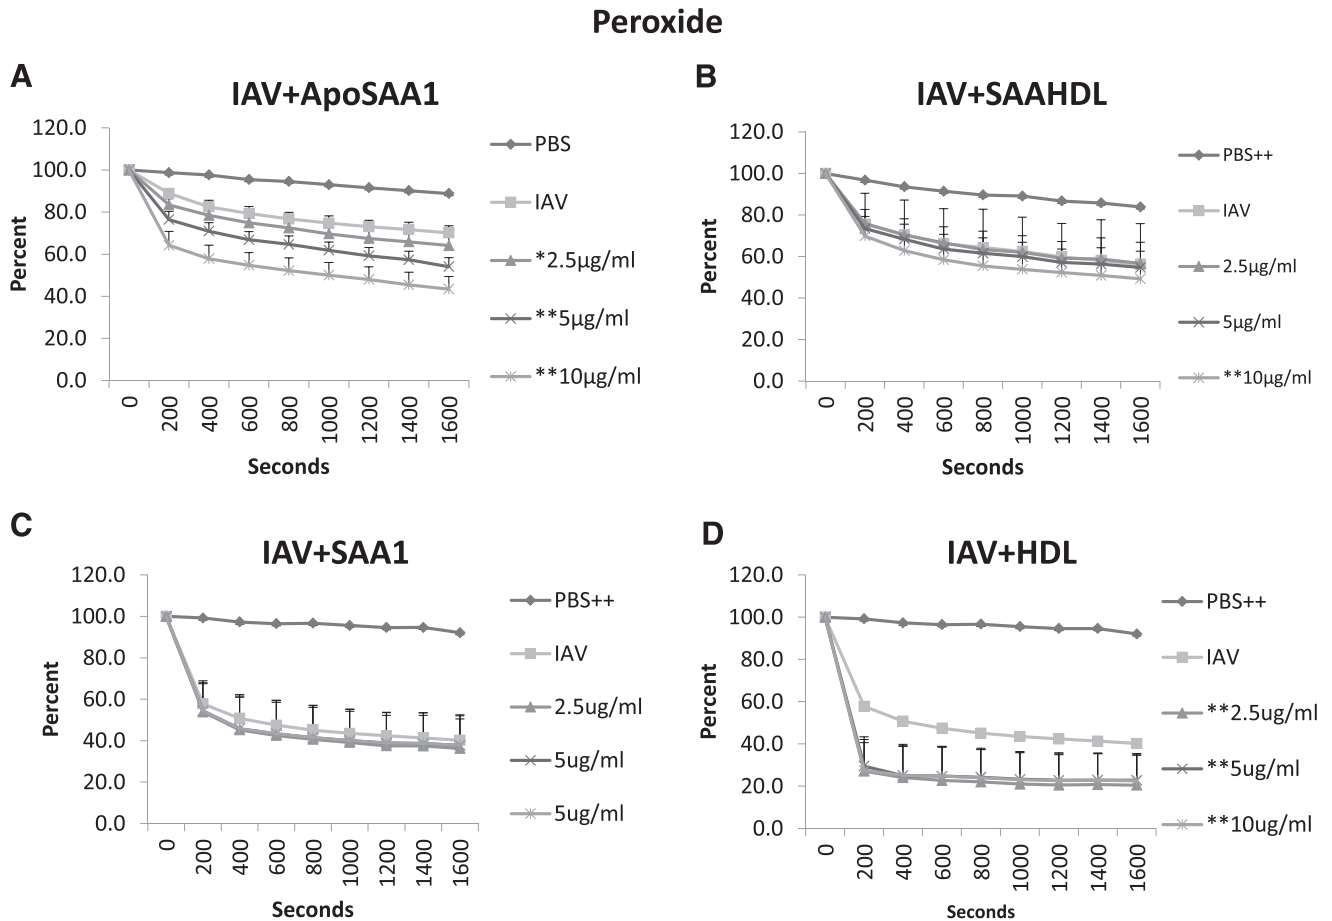 Peroxide
A
IAV+ApoSAA1
120.0
100.0
80.0
60.0
40.0
20.0
0.0
Percent
0 200 400 600 800 1000 1200 1400 1600
Seconds
PBS
IAV
*2.5µg/ml
**5µg/ml
**10µg/ml
B
IAV+SAAHDL
120.0
100.0
80.0
60.0
40.0
20.0
0.0
Percent
0 200 400 600 800 1000 1200 1400 1600
Seconds
PBS++
IAV
2.5µg/ml
5µg/ml
**10µg/ml
C
IAV+SAA1
120.0
100.0
80.0
60.0
40.0
20.0
0.0
Percent
0 200 400 600 800 1000 1200 1400 1600
Seconds
PBS++
IAV
2.5ug/ml
5ug/ml
5ug/ml
D
IAV+HDL
120.0
100.0
80.0
60.0
40.0
20.0
0.0
Percent
0 200 400 600 800 1000 1200 1400 1600
Seconds
PBS++
IAV
**2.5ug/ml
**5ug/ml
**10ug/ml